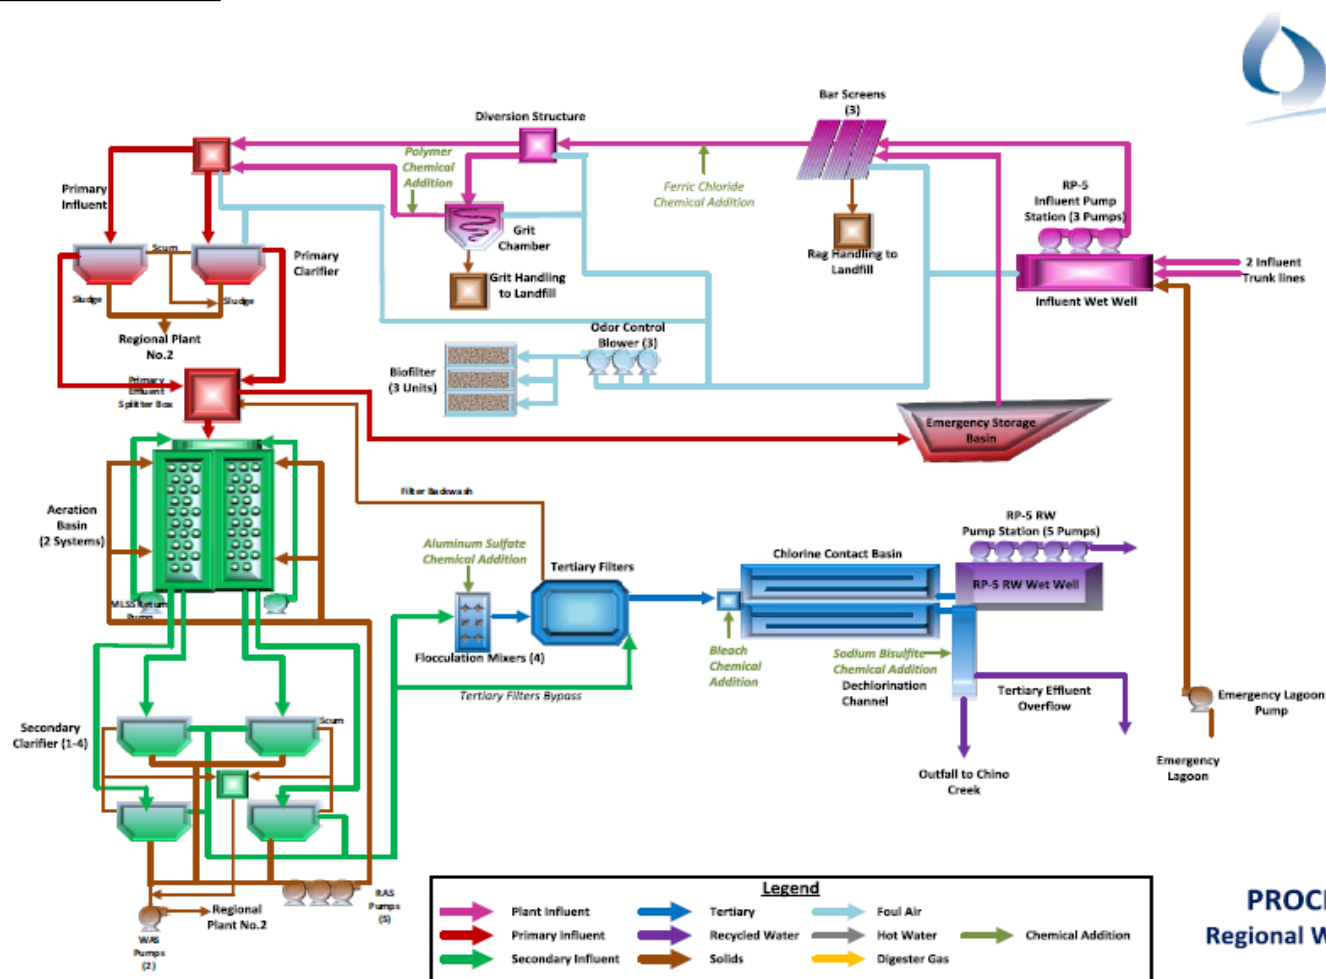 Bar Screens
(3)
Diversion Structure
Polymer
Chemical
Addition
Ferric Chloride
Chemical Addition
RP-5
Influent Pump
Station (3 Pumps)
Primary
Influent
Scum
Primary
Clarifier
Grit
Chamber
Rag Handling to
Landfill
2 Influent
Trunk lines
Influent Wet Well
Sludge
Sludge
Grit Handling
to Landfill
Regional Plant
No.2
Odor Control
Blower (3)
Biofilter
(3 Units)
Primary
Effluent
Splitter Box
Emergency Storage
Basin
Filter Backwash
Aeration
Basin
(2 Systems)
Aluminum Sulfate
Chemical Addition
Tertiary Filters
Chlorine Contact Basin
RP-5 RW
Pump Station (5 Pumps)
RP-5 RW Wet Well
MLSS Return
Pumps
Flocculation Mixers (4)
Bleach
Chemical
Addition
Sodium Bisulfite
Chemical Addition
Dechlorination
Channel
Tertiary Filters Bypass
Tertiary Effluent
Overflow
Emergency Lagoon
Pump
Secondary
Clarifier (1-4)
Scum
Emergency
Lagoon
Outfall to Chino
Creek
RAS
Pumps
(5)
Regional
Plant No.2
WAS
Pumps
(2)
Legend
Plant Influent
Tertiary
Foul Air
Primary Influent
Recycled Water
Hot Water
Chemical Addition
Secondary Influent
Solids
Digester Gas
PROC
Regional W